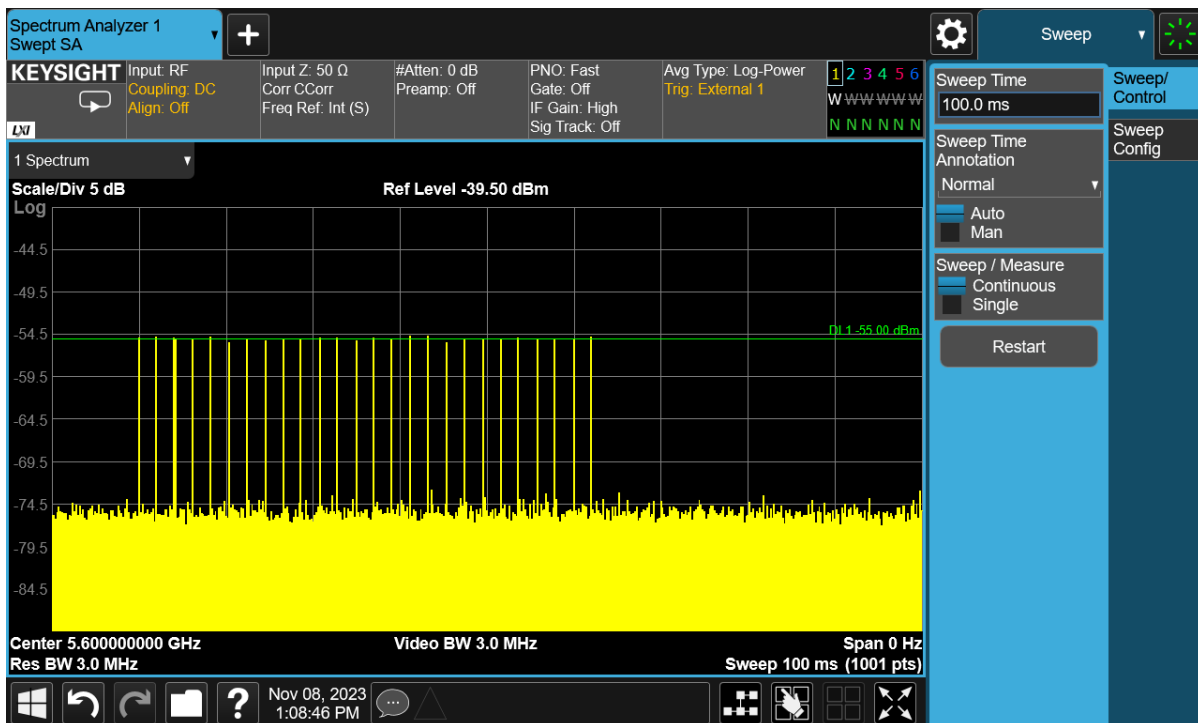 Spectrum Analyzer 1
Swept SA
+
Sweep
KEYSIGHT
LXI
Input: RF
Coupling: DC
Align: Off
Input Z: 50 Ω
Corr CCorr
Freq Ref: Int (S)
#Atten: 0 dB
Preamp: Off
PNO: Fast
Gate: Off
IF Gain: High
Sig Track: Off
Avg Type: Log-Power
Trig: External 1
1 2 3 4 5 6
W W W W W W
N N N N N N
1 Spectrum
Scale/Div 5 dB
Ref Level -39.50 dBm
Log
-44.5
-49.5
-54.5
-59.5
-64.5
-69.5
-74.5
-79.5
-84.5
DL1 -55.00 dBm
Center 5.600000000 GHz
Video BW 3.0 MHz
Span 0 Hz
Res BW 3.0 MHz
Sweep 100 ms (1001 pts)
Sweep Time
100.0 ms
Sweep Time
Annotation
Normal
Auto
Man
Sweep / Measure
Continuous
Single
Restart
Sweep/
Control
Sweep
Config
?
Nov 08, 2023
1:08:46 PM